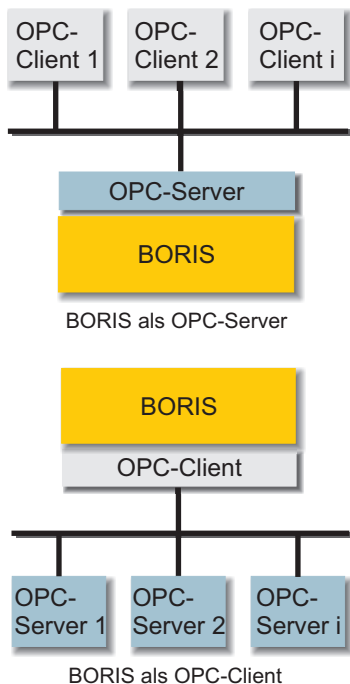 OPC-
Client 1
OPC-
Client 2
OPC-
Client i
OPC-Server
BORIS
BORIS als OPC-Server
BORIS
OPC-Client
OPC-
Server 1
OPC-
Server 2
OPC-
Server i
BORIS als OPC-Client